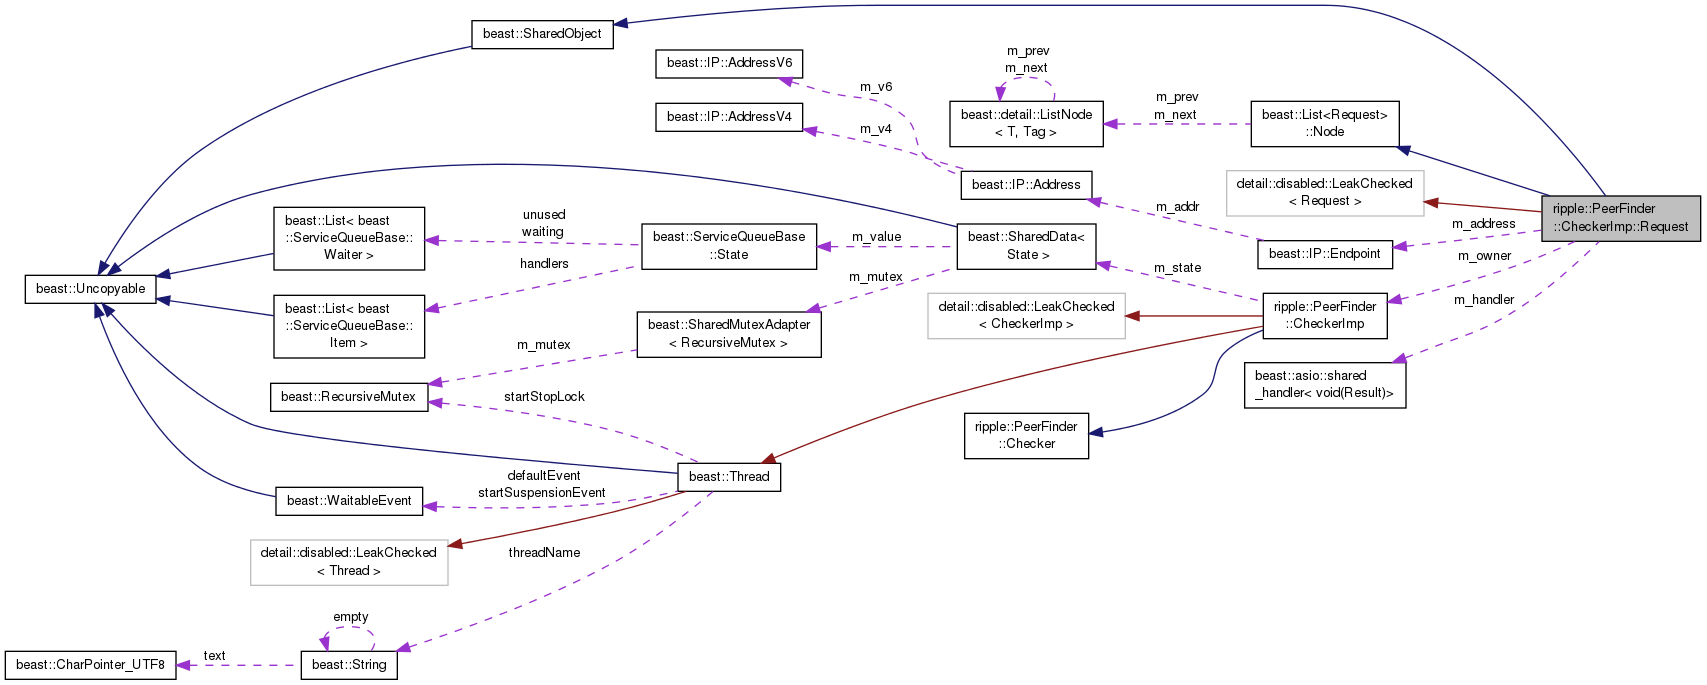 beast::SharedObject
beast::IP::AddressV6
m_v6
beast::IP::AddressV4
m_v4
m_prev
m_next
beast::detail::ListNode
< T, Tag >
m_prev
m_next
beast::List<Request>
::Node
beast::IP::Address
detail::disabled::LeakChecked
< Request >
ripple::PeerFinder
::CheckerImp::Request
m_addr
m_address
beast::IP::Endpoint
m_owner
m_handler
beast::List< beast
::ServiceQueueBase::
Waiter >
unused
waiting
handlers
beast::ServiceQueueBase
::State
m_value
m_mutex
beast::SharedData<
State >
m_state
beast::Uncopyable
beast::List< beast
::ServiceQueueBase::
Item >
beast::SharedMutexAdapter
< RecursiveMutex >
detail::disabled::LeakChecked
< CheckerImp >
ripple::PeerFinder
::CheckerImp
m_mutex
beast::RecursiveMutex
startStopLock
beast::asio::shared
_handler< void(Result)>
ripple::PeerFinder
::Checker
beast::Thread
defaultEvent
startSuspensionEvent
beast::WaitableEvent
detail::disabled::LeakChecked
< Thread >
threadName
empty
beast::CharPointer_UTF8
text
beast::String